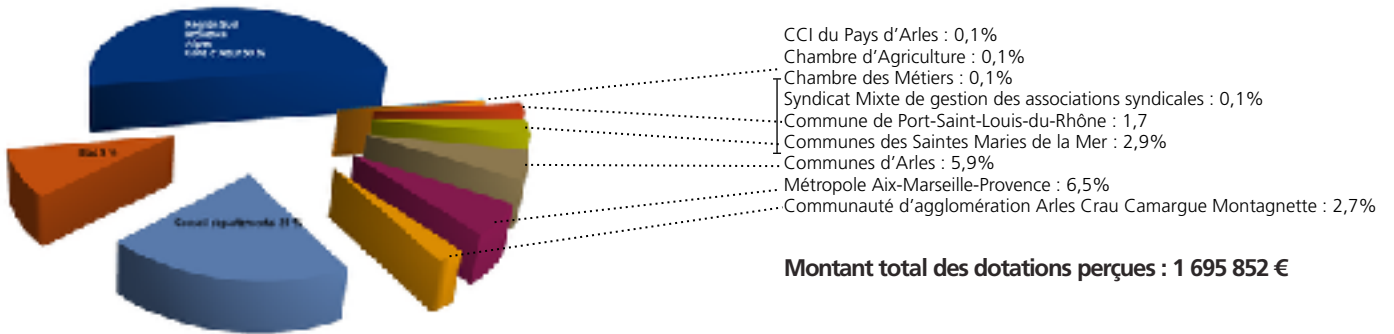 Alpes
CCI du Pays d’Arles : 0,1%
Chambre d’Agriculture : 0,1%
Chambre des Métiers : 0,1%
Syndicat Mixte de gestion des associations syndicales : 0,1%
Commune de Port-Saint-Louis-du-Rhône : 1,7
Communes des Saintes Maries de la Mer : 2,9%
Communes d’Arles : 5,9%
Métropole Aix-Marseille-Provence : 6,5%
Communauté d’agglomération Arles Crau Camargue Montagnette : 2,7%
Conseil
Montant total des dotations perçues : 1 695 852 €